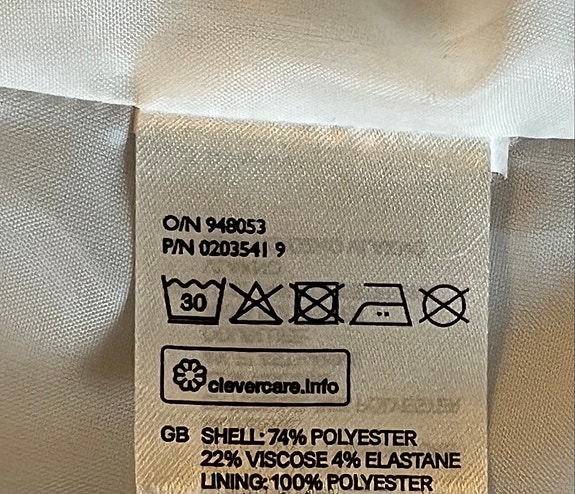 O/N 948053
P/N 0203541 9
30
clevercare.info
GB SHELL: 74% POLYESTER
22% VISCOSE 4% ELASTANE
LINING: 100% POLYESTER